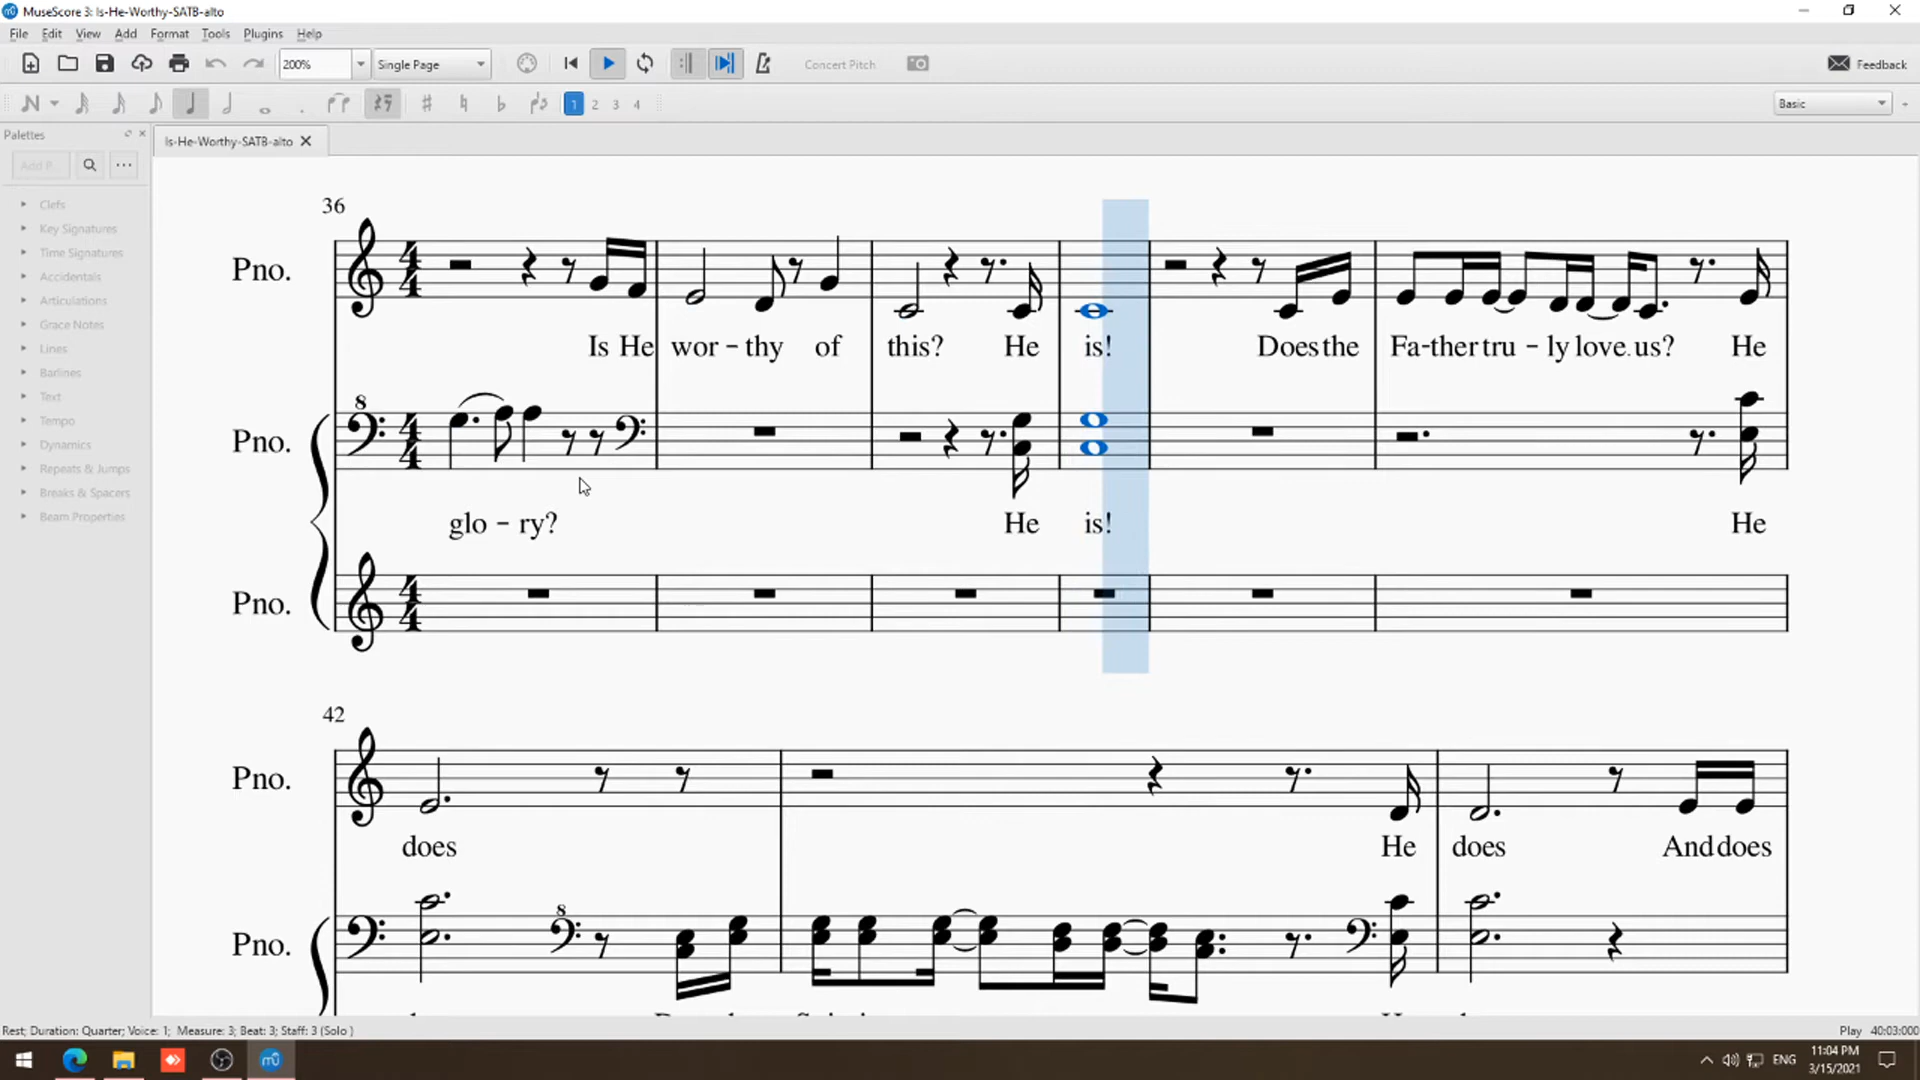 MuseScore 3: Is-He-Worthy-SATB-alto
File Edit View Add Format Tools Plugins Help
200% Single Page Concert Pitch Feedback
1 2 3 4 Basic
Palettes
Is-He-Worthy-SATB-alto
Add P...
Clefs
Key Signatures
Time Signatures
Accidentals
Articulations
Grace Notes
Lines
Barlines
Text
Tempo
Dynamics
Repeats & Jumps
Breaks & Spacers
Beam Properties
36
Pno.
Is He wor - thy of this? He is! Does the Fa-ther tru - ly love us? He
8
Pno.
glo - ry? He is! He
Pno.
42
Pno.
does He does And does
8
Pno.
Rest; Duration: Quarter; Voice: 1; Measure: 3; Beat: 3; Staff: 3 (Solo )
Play 40:03:000
ENG
11:04 PM
3/15/2021